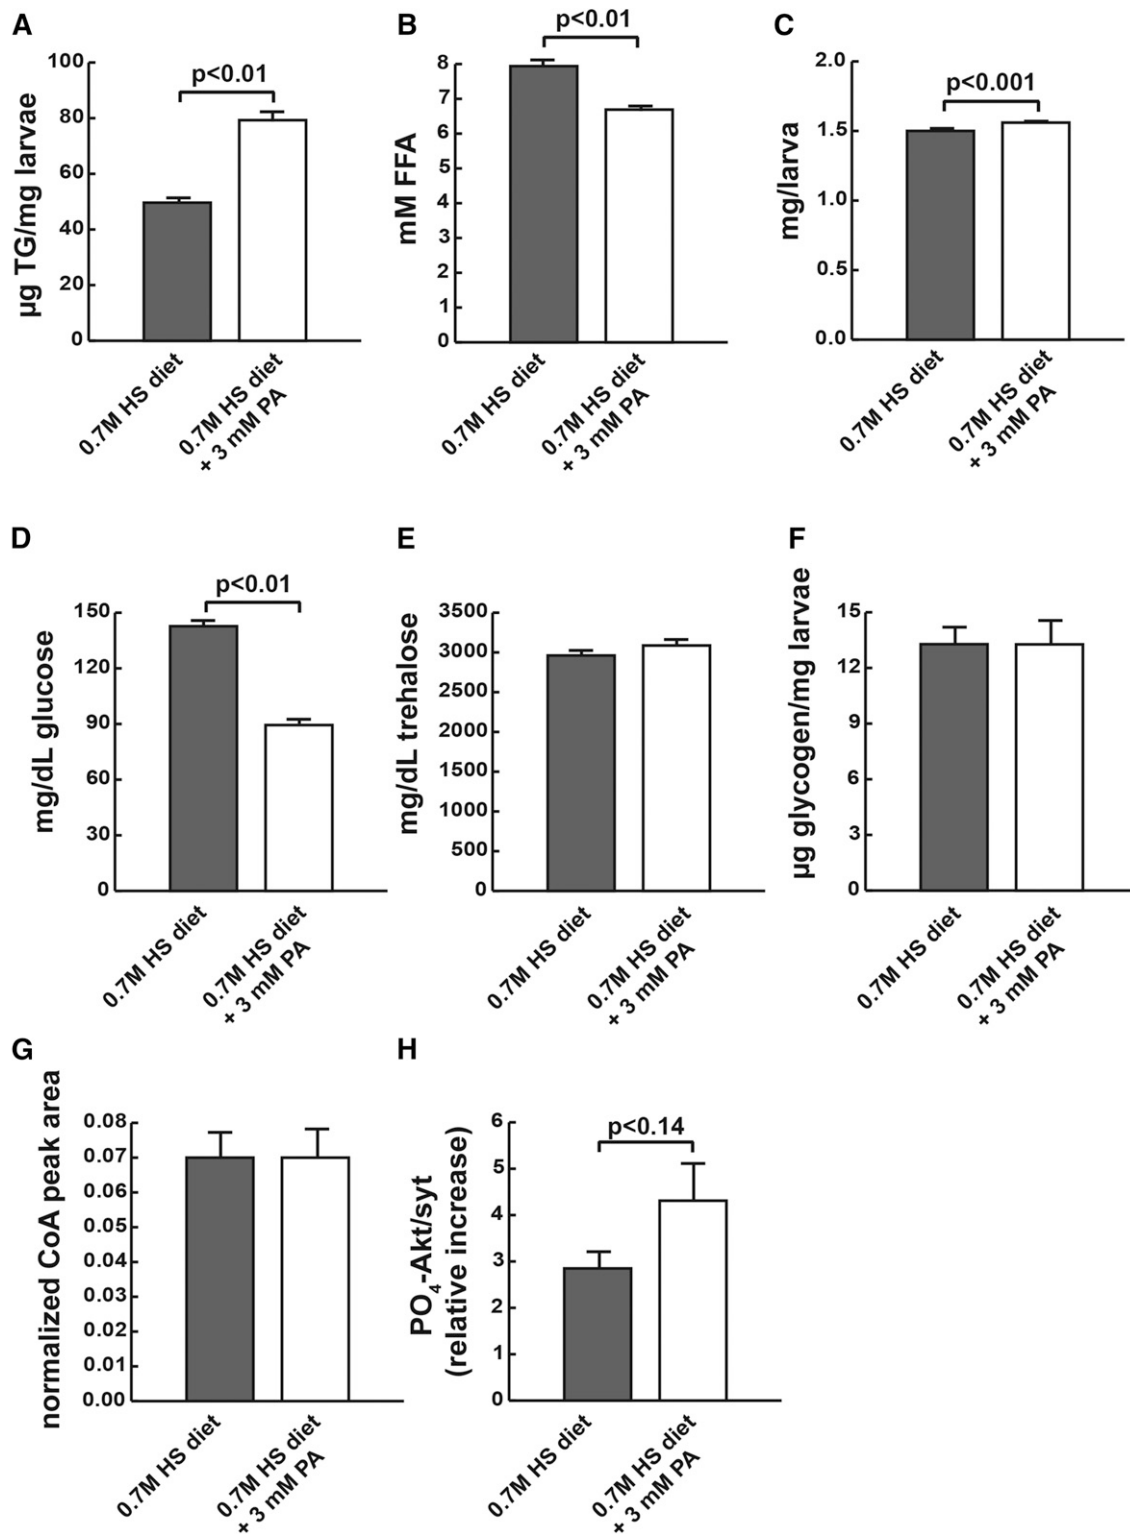 A
p<0.01
100
80
60
40
20
0
µg TG/mg larvae
0.7M HS diet
0.7M HS diet
+ 3 mM PA
B
p<0.01
8
7
6
5
4
3
2
1
0
mM FFA
0.7M HS diet
0.7M HS diet
+ 3 mM PA
C
p<0.001
2.0
1.5
1.0
0.5
0.0
mg/larva
0.7M HS diet
0.7M HS diet
+ 3 mM PA
D
p<0.01
150
120
90
60
30
0
mg/dL glucose
0.7M HS diet
0.7M HS diet
+ 3 mM PA
E
3500
3000
2500
2000
1500
1000
500
0
mg/dL trehalose
0.7M HS diet
0.7M HS diet
+ 3 mM PA
F
15
12
9
6
3
0
µg glycogen/mg larvae
0.7M HS diet
0.7M HS diet
+ 3 mM PA
G
0.08
0.07
0.06
0.05
0.04
0.03
0.02
0.01
0.00
normalized CoA peak area
0.7M HS diet
0.7M HS diet
+ 3 mM PA
H
p<0.14
6
5
4
3
2
1
0
PO₄-Akt/syt
(relative increase)
0.7M HS diet
0.7M HS diet
+ 3 mM PA